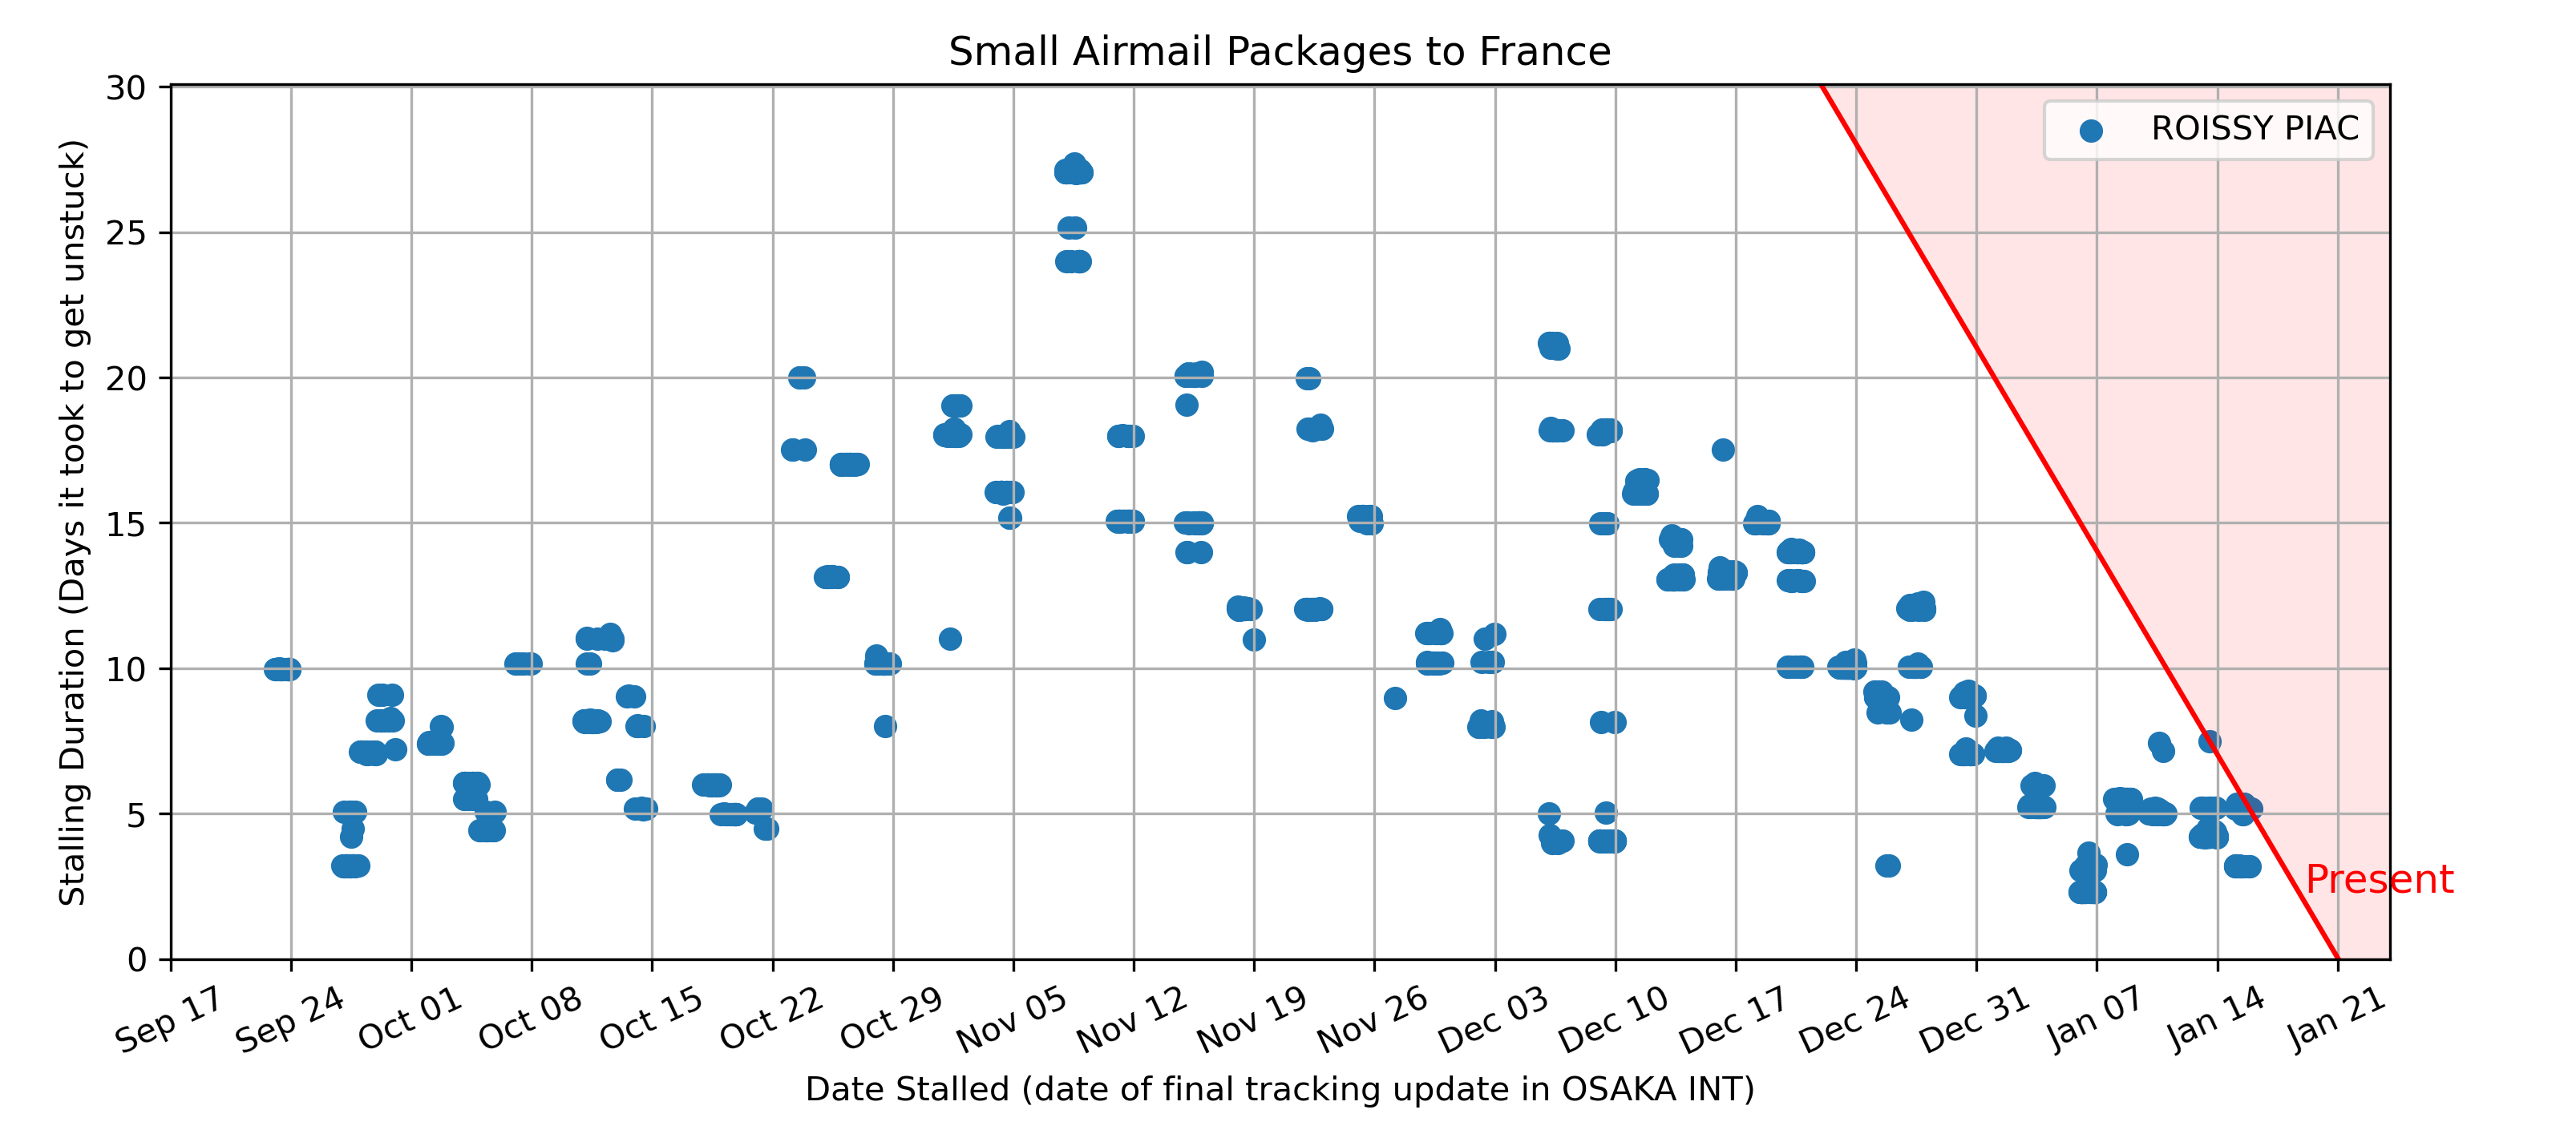 Small Airmail Packages to France
30
25
20
15
10
5
0
Stalling Duration (Days it took to get unstuck)
ROISSY PIAC
Present
Sep 17
Sep 24
Oct 01
Oct 08
Oct 15
Oct 22
Oct 29
Nov 05
Nov 12
Nov 19
Nov 26
Dec 03
Dec 10
Dec 17
Dec 24
Dec 31
Jan 07
Jan 14
Jan 21
Date Stalled (date of final tracking update in OSAKA INT)